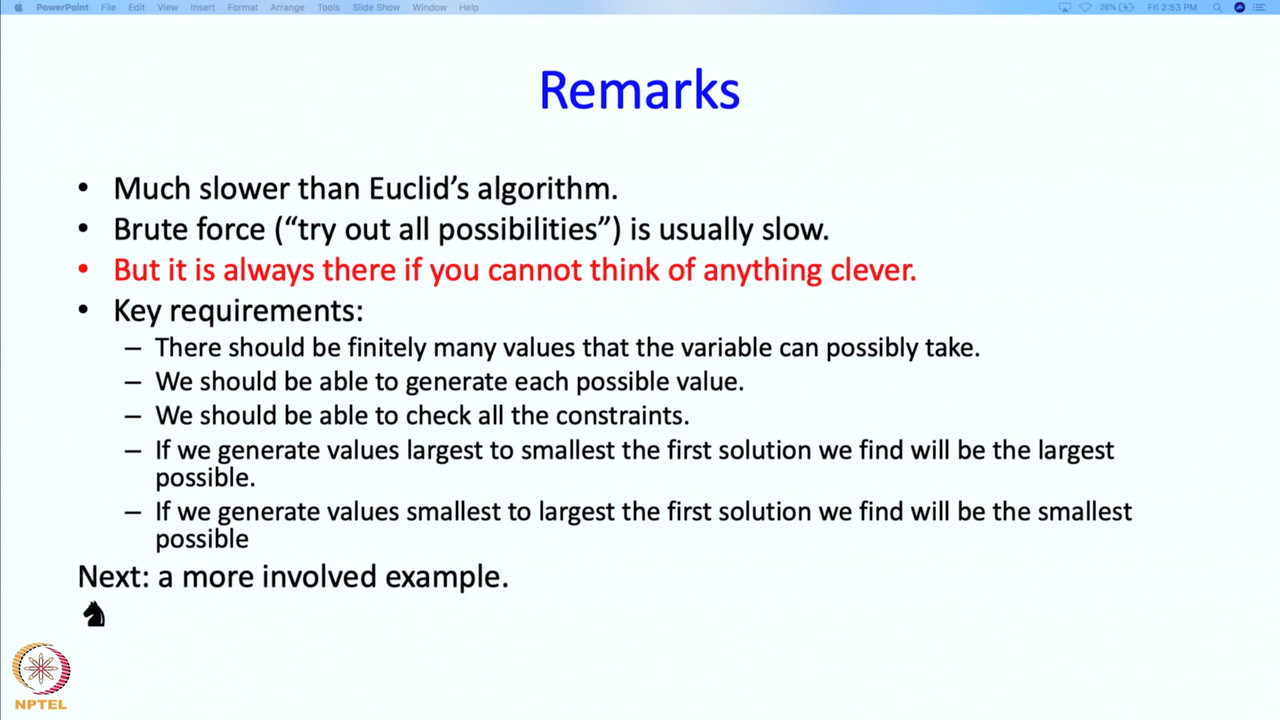 PowerPoint File Edit View Insert Format Arrange Tools Slide Show Window Help 26% Fri 2:53 PM
Remarks
• Much slower than Euclid's algorithm.
• Brute force (“try out all possibilities”) is usually slow.
• But it is always there if you cannot think of anything clever.
• Key requirements:
– There should be finitely many values that the variable can possibly take.
– We should be able to generate each possible value.
– We should be able to check all the constraints.
– If we generate values largest to smallest the first solution we find will be the largest
possible.
– If we generate values smallest to largest the first solution we find will be the smallest
possible
Next: a more involved example.
♞
NPTEL